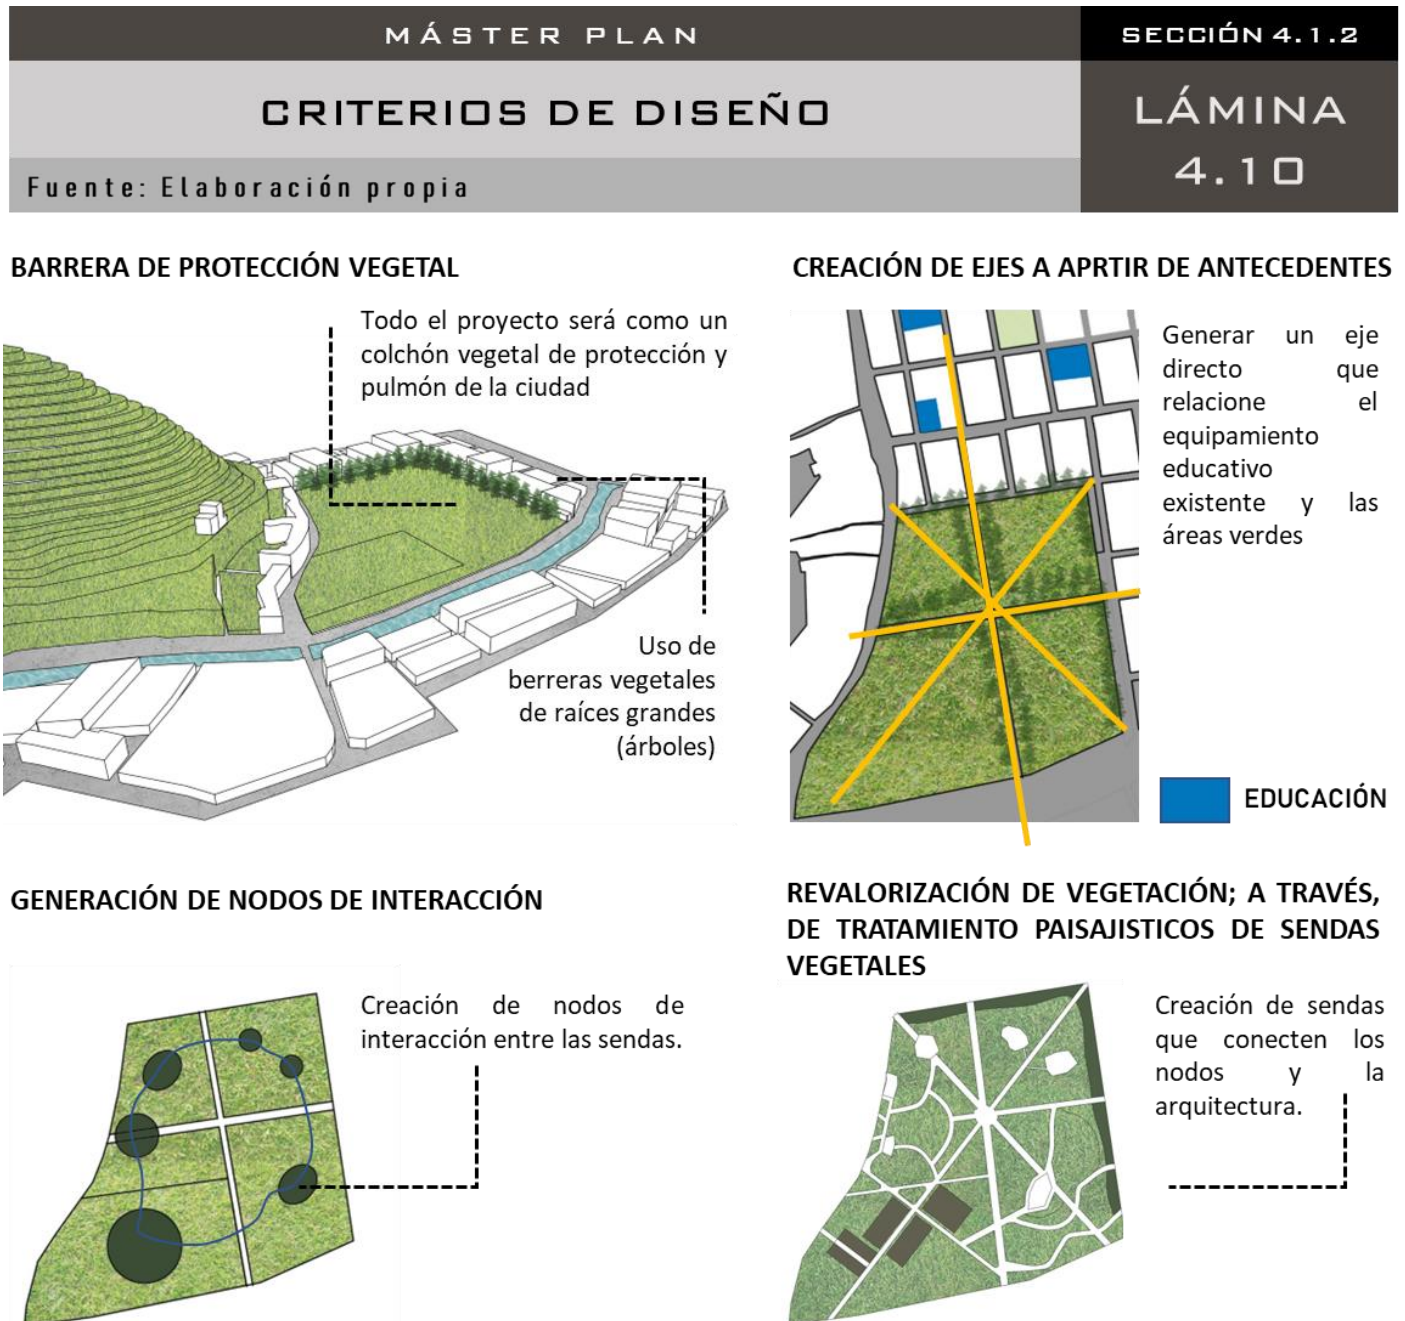 MÁSTER PLAN
SECCIÓN 4.1.2
CRITERIOS DE DISEÑO
LÁMINA
4.10
Fuente: Elaboración propia
BARRERA DE PROTECCIÓN VEGETAL
Todo el proyecto será como un
colchón vegetal de protección y
pulmón de la ciudad
Uso de
berreras vegetales
de raíces grandes
(árboles)
CREACIÓN DE EJES A APRTIR DE ANTECEDENTES
Generar un eje
directo que
relacione el
equipamiento
educativo
existente y las
áreas verdes
EDUCACIÓN
GENERACIÓN DE NODOS DE INTERACCIÓN
Creación de nodos de
interacción entre las sendas.
REVALORIZACIÓN DE VEGETACIÓN; A TRAVÉS,
DE TRATAMIENTO PAISAJISTICOS DE SENDAS
VEGETALES
Creación de sendas
que conecten los
nodos y la
arquitectura.